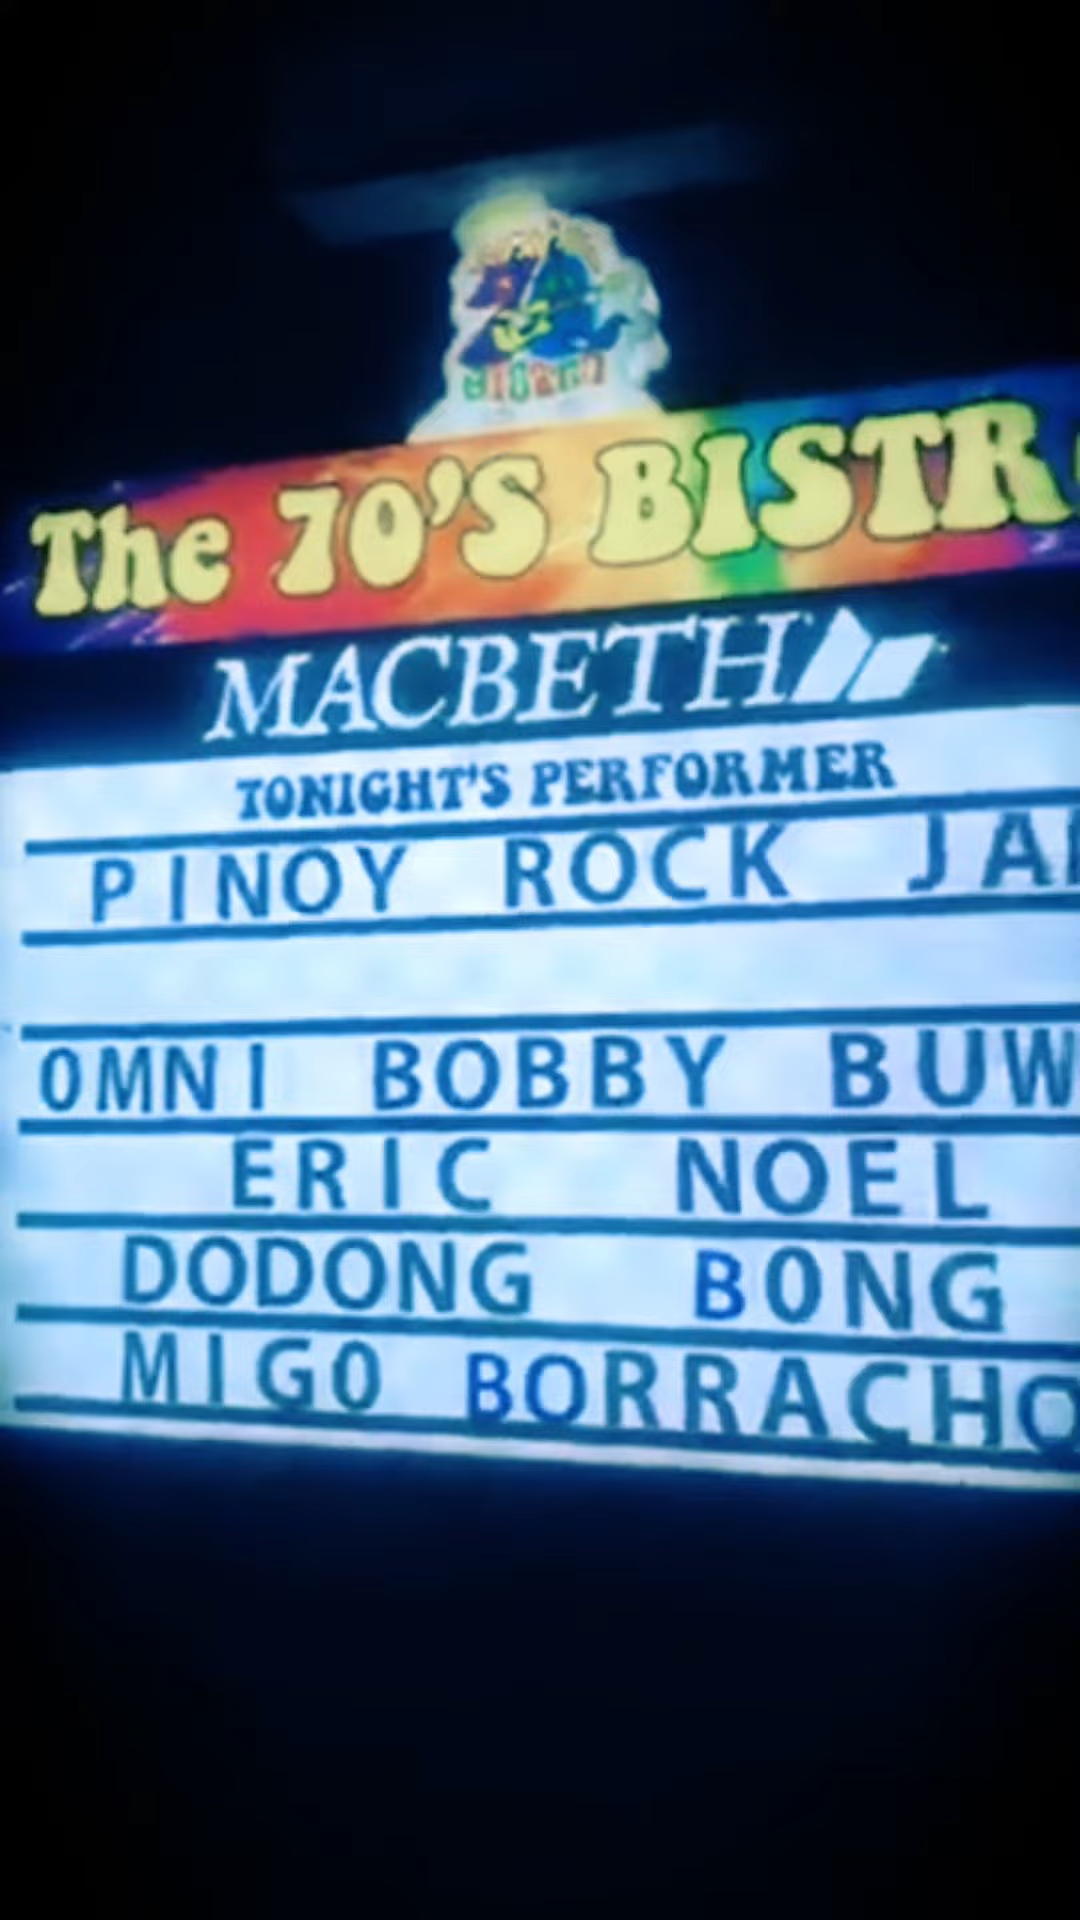 The 70'S BISTR
MACBETH
TONIGHT'S PERFORMER
PINOY ROCK JA
OMNI BOBBY BUW
ERIC NOEL
DODONG BONG
MIGO BORRACHO